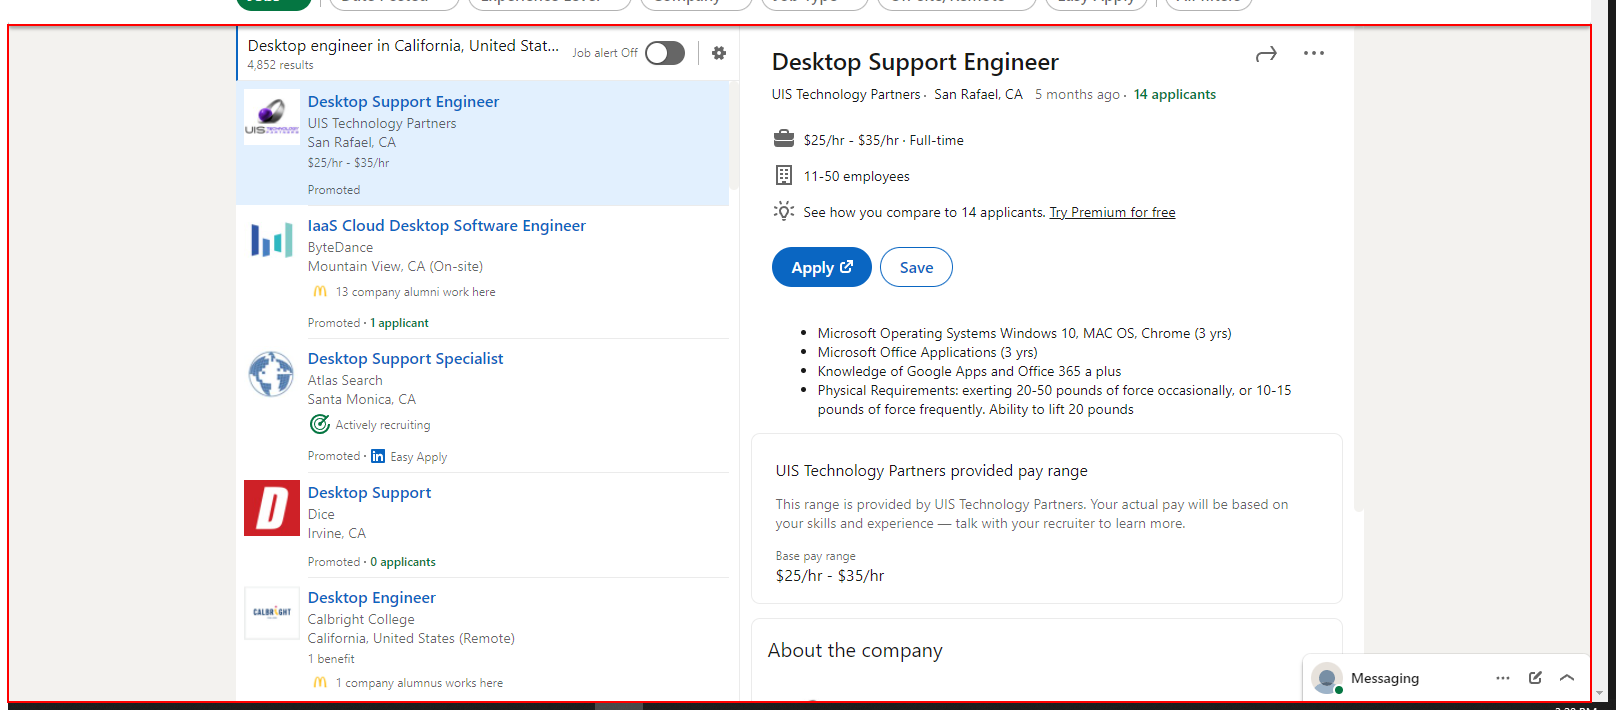 Desktop engineer in California, United Stat...
4,852 results
Job alert Off
Desktop Support Engineer
UIS Technology Partners
San Rafael, CA
$25/hr - $35/hr
Promoted
IaaS Cloud Desktop Software Engineer
ByteDance
Mountain View, CA (On-site)
13 company alumni work here
Promoted · 1 applicant
Desktop Support Specialist
Atlas Search
Santa Monica, CA
Actively recruiting
Promoted · in Easy Apply
D
Desktop Support
Dice
Irvine, CA
Promoted · 0 applicants
CALBRIGHT
Desktop Engineer
Calbright College
California, United States (Remote)
1 benefit
1 company alumnus works here
Desktop Support Engineer
UIS Technology Partners · San Rafael, CA 5 months ago · 14 applicants
$25/hr - $35/hr · Full-time
11-50 employees
See how you compare to 14 applicants. Try Premium for free
Apply
Save
• Microsoft Operating Systems Windows 10, MAC OS, Chrome (3 yrs)
• Microsoft Office Applications (3 yrs)
• Knowledge of Google Apps and Office 365 a plus
• Physical Requirements: exerting 20-50 pounds of force occasionally, or 10-15
pounds of force frequently. Ability to lift 20 pounds
UIS Technology Partners provided pay range
This range is provided by UIS Technology Partners. Your actual pay will be based on
your skills and experience — talk with your recruiter to learn more.
Base pay range
$25/hr - $35/hr
About the company
Messaging